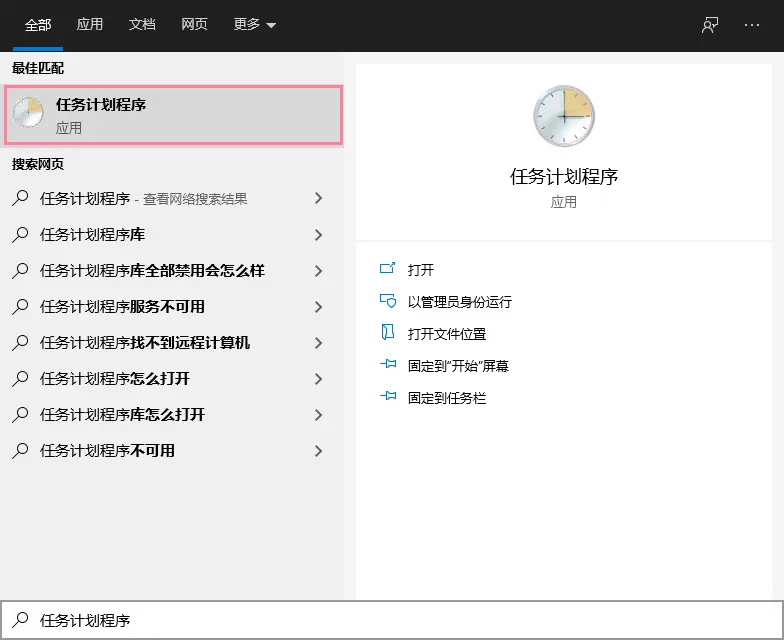 全部 应用 文档 网页 更多
最佳匹配
任务计划程序
应用
搜索网页
任务计划程序 - 查看网络搜索结果
任务计划程序库
任务计划程序库全部禁用会怎么样
任务计划程序服务不可用
任务计划程序找不到远程计算机
任务计划程序怎么打开
任务计划程序库怎么打开
任务计划程序不可用
任务计划程序
应用
打开
以管理员身份运行
打开文件位置
固定到"开始"屏幕
固定到任务栏
任务计划程序